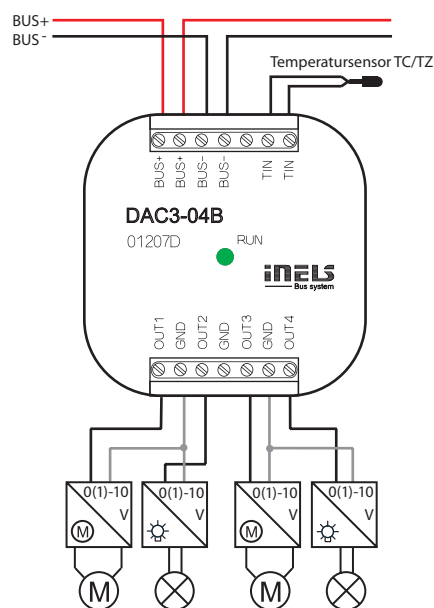 BUS+
BUS-
Temperatursensor TC/TZ
BUS+ BUS+ BUS- BUS- TIN TIN
DAC3-04B
01207D RUN
iNELS
Bus system
OUT1 GND OUT2 GND OUT3 GND OUT4
0(1)-10 V M
0(1)-10 V
0(1)-10 V M
0(1)-10 V
M M